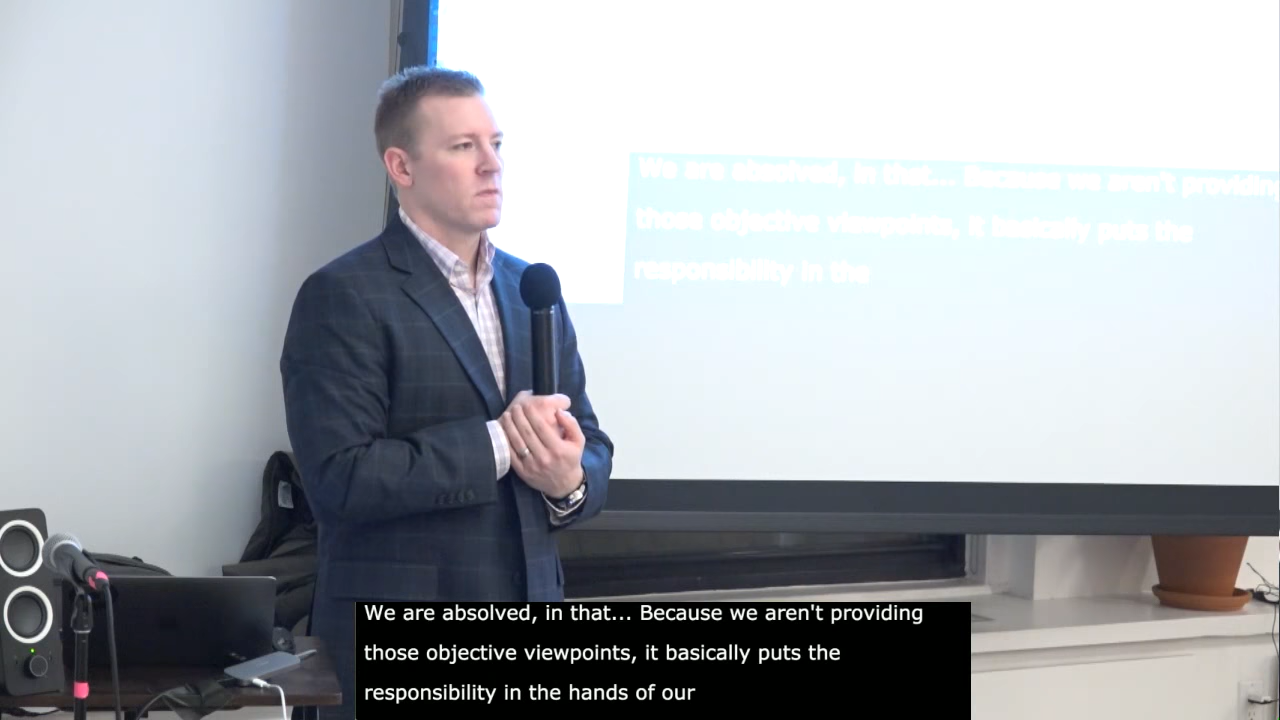 We are absolved, in that... Because we aren't providing
those objective viewpoints, it basically puts the
responsibility in the
We are absolved, in that... Because we aren't providing
those objective viewpoints, it basically puts the
responsibility in the hands of our